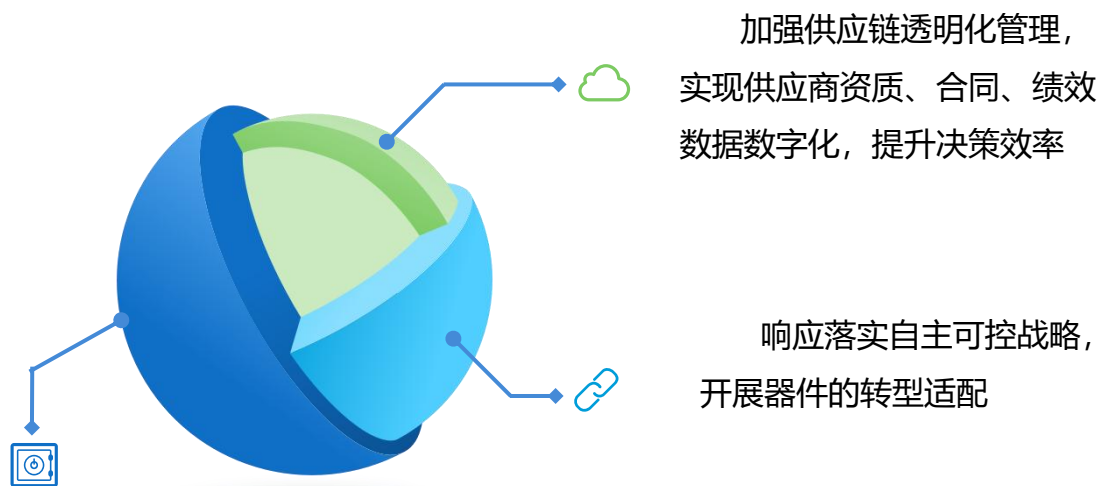 加强供应链透明化管理，
实现供应商资质、合同、绩效
数据数字化，提升决策效率
响应落实自主可控战略，
开展器件的转型适配